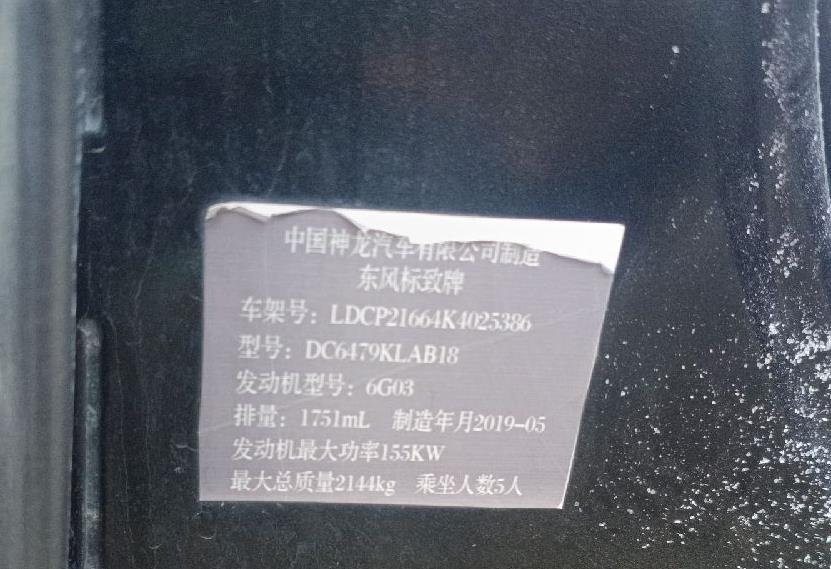 中国神龙汽车有限公司制造
东风标致牌
车架号：LDCP21664K4025386
型号：DC6479KLAB18
发动机型号：6G03
排量：1751mL 制造年月2019-05
发动机最大功率155KW
最大总质量2144kg 乘坐人数5人